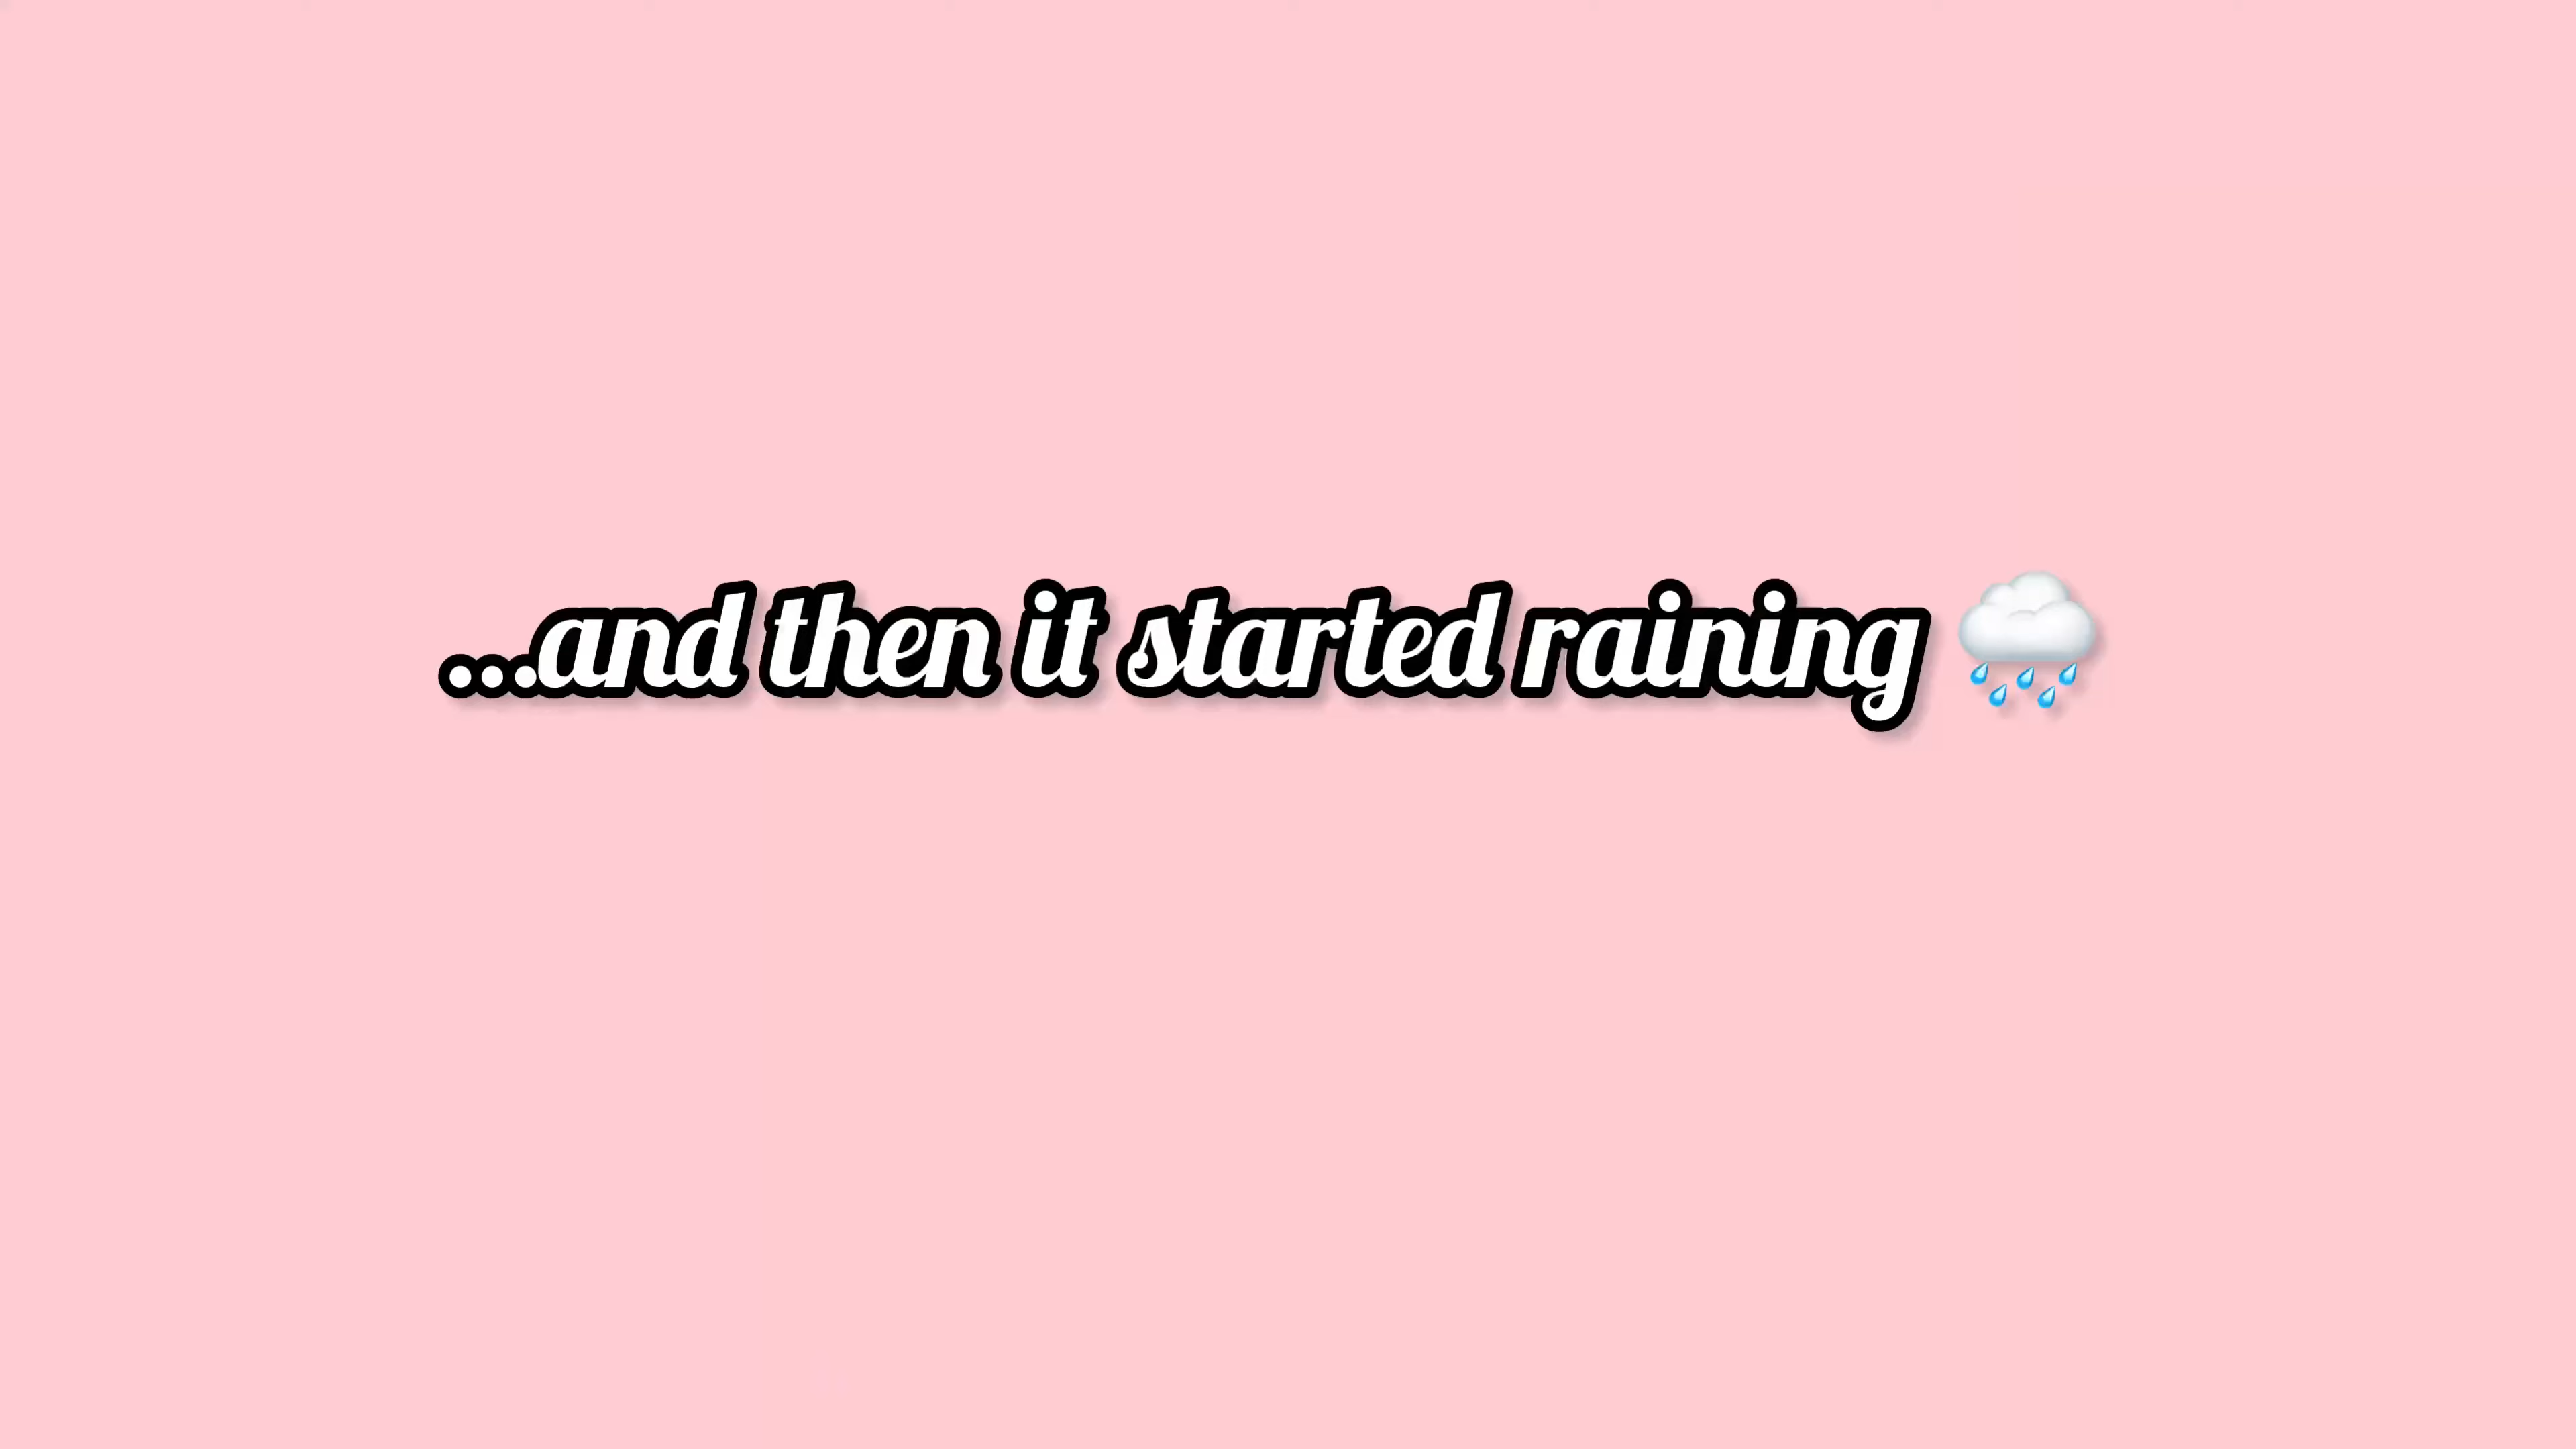 ...and then it started raining 🌧️